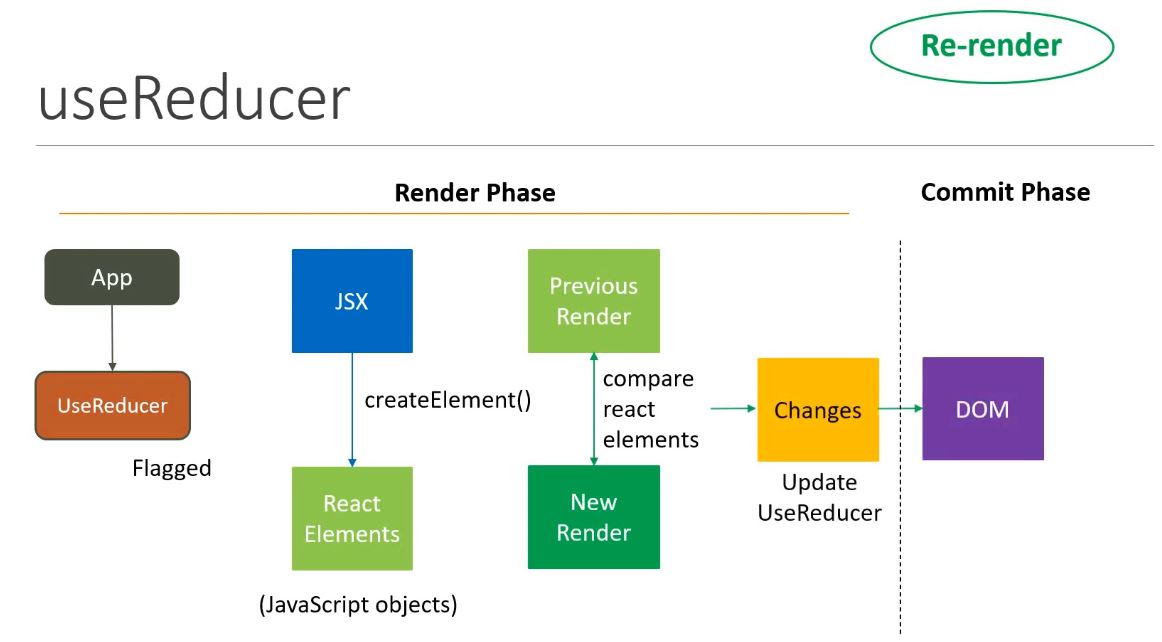 Re-render
useReducer
Render Phase
Commit Phase
App
UseReducer
Flagged
JSX
createElement()
React
Elements
(JavaScript objects)
Previous
Render
compare
react
elements
New
Render
Changes
Update
UseReducer
DOM